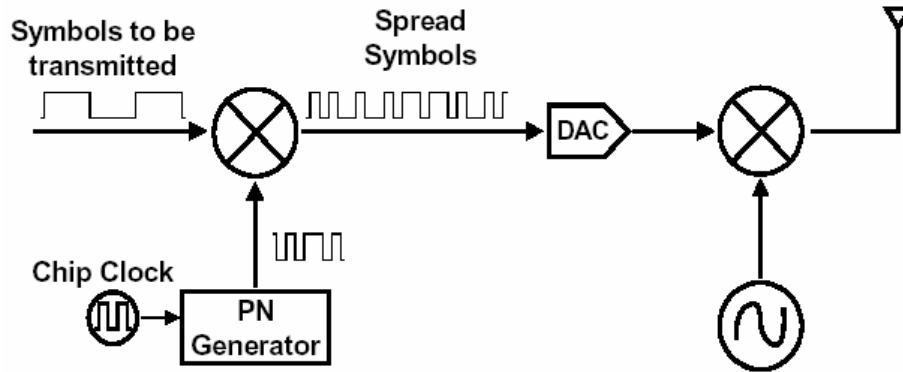 Symbols to be
transmitted
Spread
Symbols
DAC
Chip Clock
PN
Generator